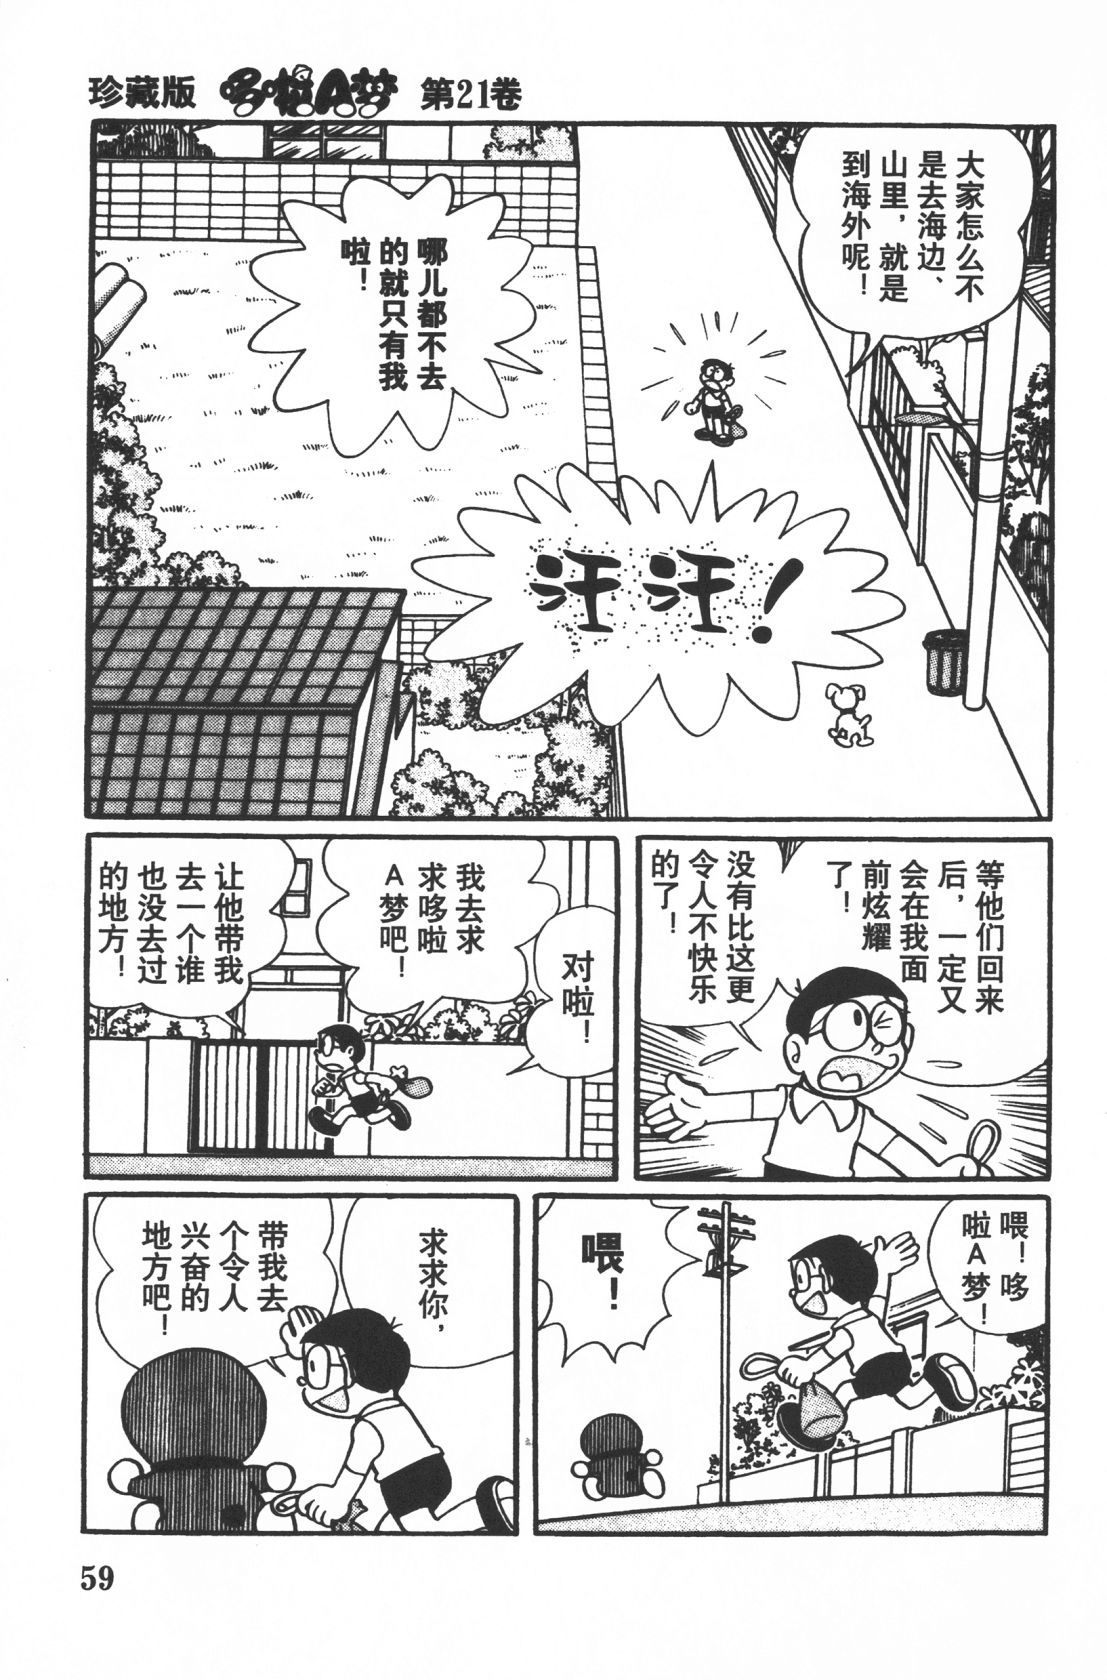 珍藏版 哆啦A梦 第21卷
大家怎么不
是去海边、
山里，就是
到海外呢！
哪儿都不去
的就只有我
啦！
汪汪！
等他们回来
后，一定又
会在我面
前炫耀
了！
没有比这更
令人不快乐
的了！
对啦！
我去求
求哆啦
A梦吧！
让他带我
去一个谁
也没去过
的地方！
喂！哆
啦A梦！
喂！
求求你，
带我去
个令人
兴奋的
地方吧！
59